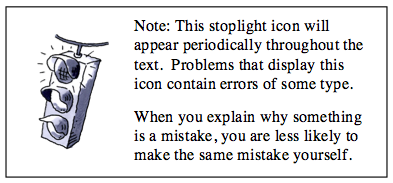 Note: This stoplight icon will
appear periodically throughout the
text. Problems that display this
icon contain errors of some type.
When you explain why something
is a mistake, you are less likely to
make the same mistake yourself.